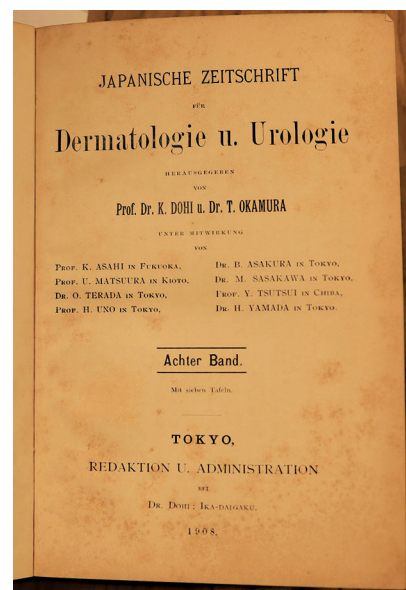 JAPANISCHE ZEITSCHRIFT
FÜR
Dermatologie u. Urologie
HERAUSGEGEBEN
VON
Prof. Dr. K. DOHI u. Dr. T. OKAMURA
UNTER MITWIRKUNG
VON
PROF. K. ASAHI IN FUKUOKA,
PROF. U. MATSUURA IN KIOTO,
DR. O. TERADA IN TOKYO,
PROF. H. UNO IN TOKYO,
DR. B. ASAKURA IN TOKYO,
DR. M. SASAKAWA IN TOKYO,
PROF. Y. TSUTSUI IN CHIBA,
DR. H. YAMADA IN TOKYO.
Achter Band.
Mit sieben Tafeln.
TOKYO,
REDAKTION U. ADMINISTRATION
BEI
DR. DOHI: IKA-DAIGAKU.
1908.